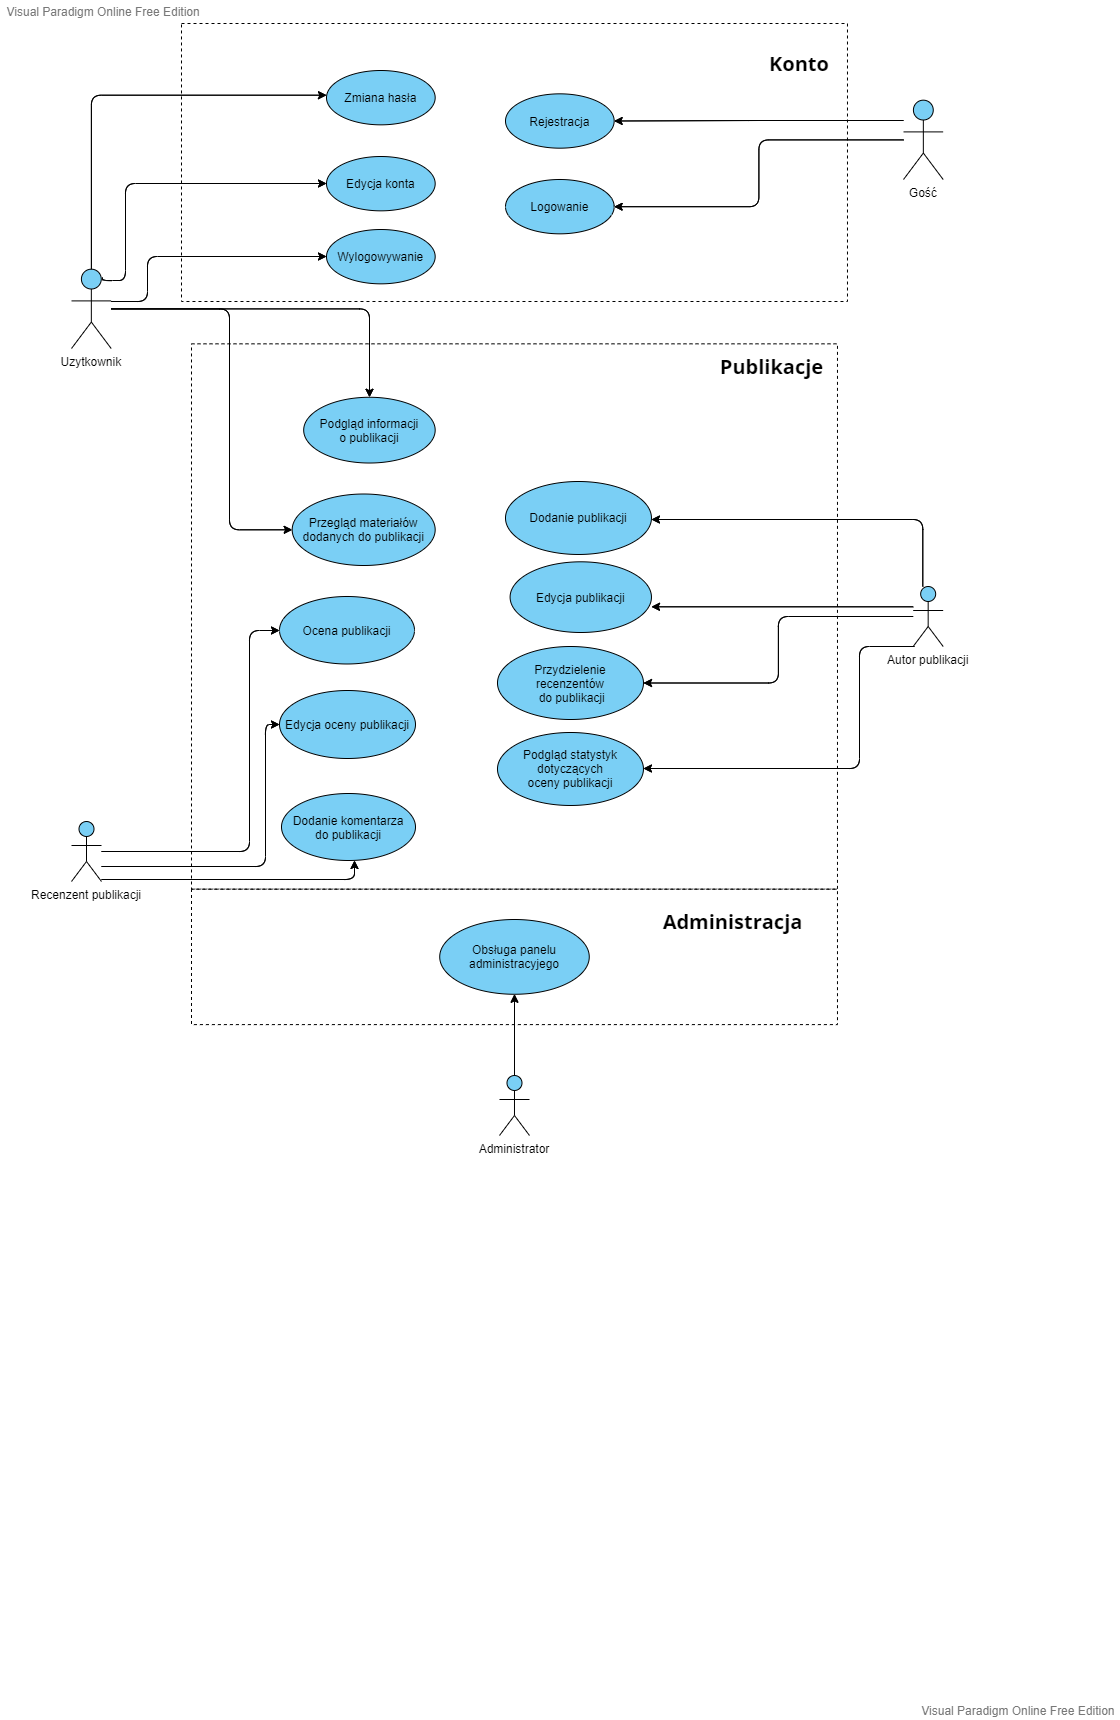 Visual Paradigm Online Free Edition
Konto
Zmiana hasła
Rejestracja
Edycja konta
Gość
Logowanie
Wylogowywanie
Uzytkownik
Publikacje
Podgląd informacji
o publikacji
Dodanie publikacji
Przegląd materiałów
dodanych do publikacji
Edycja publikacji
Ocena publikacji
Autor publikacji
Przydzielenie
recenzentów
do publikacji
Edycja oceny publikacji
Podgląd statystyk
dotyczących
oceny publikacji
Dodanie komentarza
do publikacji
Recenzent publikacji
Administracja
Obsługa panelu
administracyjego
Administrator
Visual Paradigm Online Free Edition